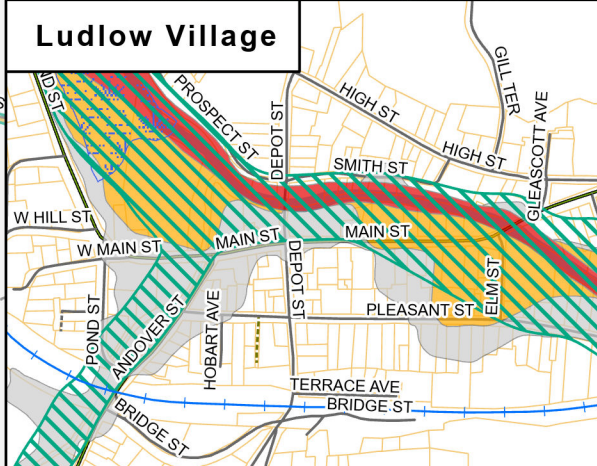 Ludlow Village
ND ST
PROSPECT ST
DEPOT ST
HIGH ST
GILL TER
SMITH ST
HIGH ST
GLEASCOTT AVE
W HILL ST
W MAIN ST
MAIN ST
MAIN ST
DEPOT ST
ELM ST
PLEASANT ST
POND ST
ANDOVER ST
HOBART AVE
TERRACE AVE
BRIDGE ST
BRIDGE ST